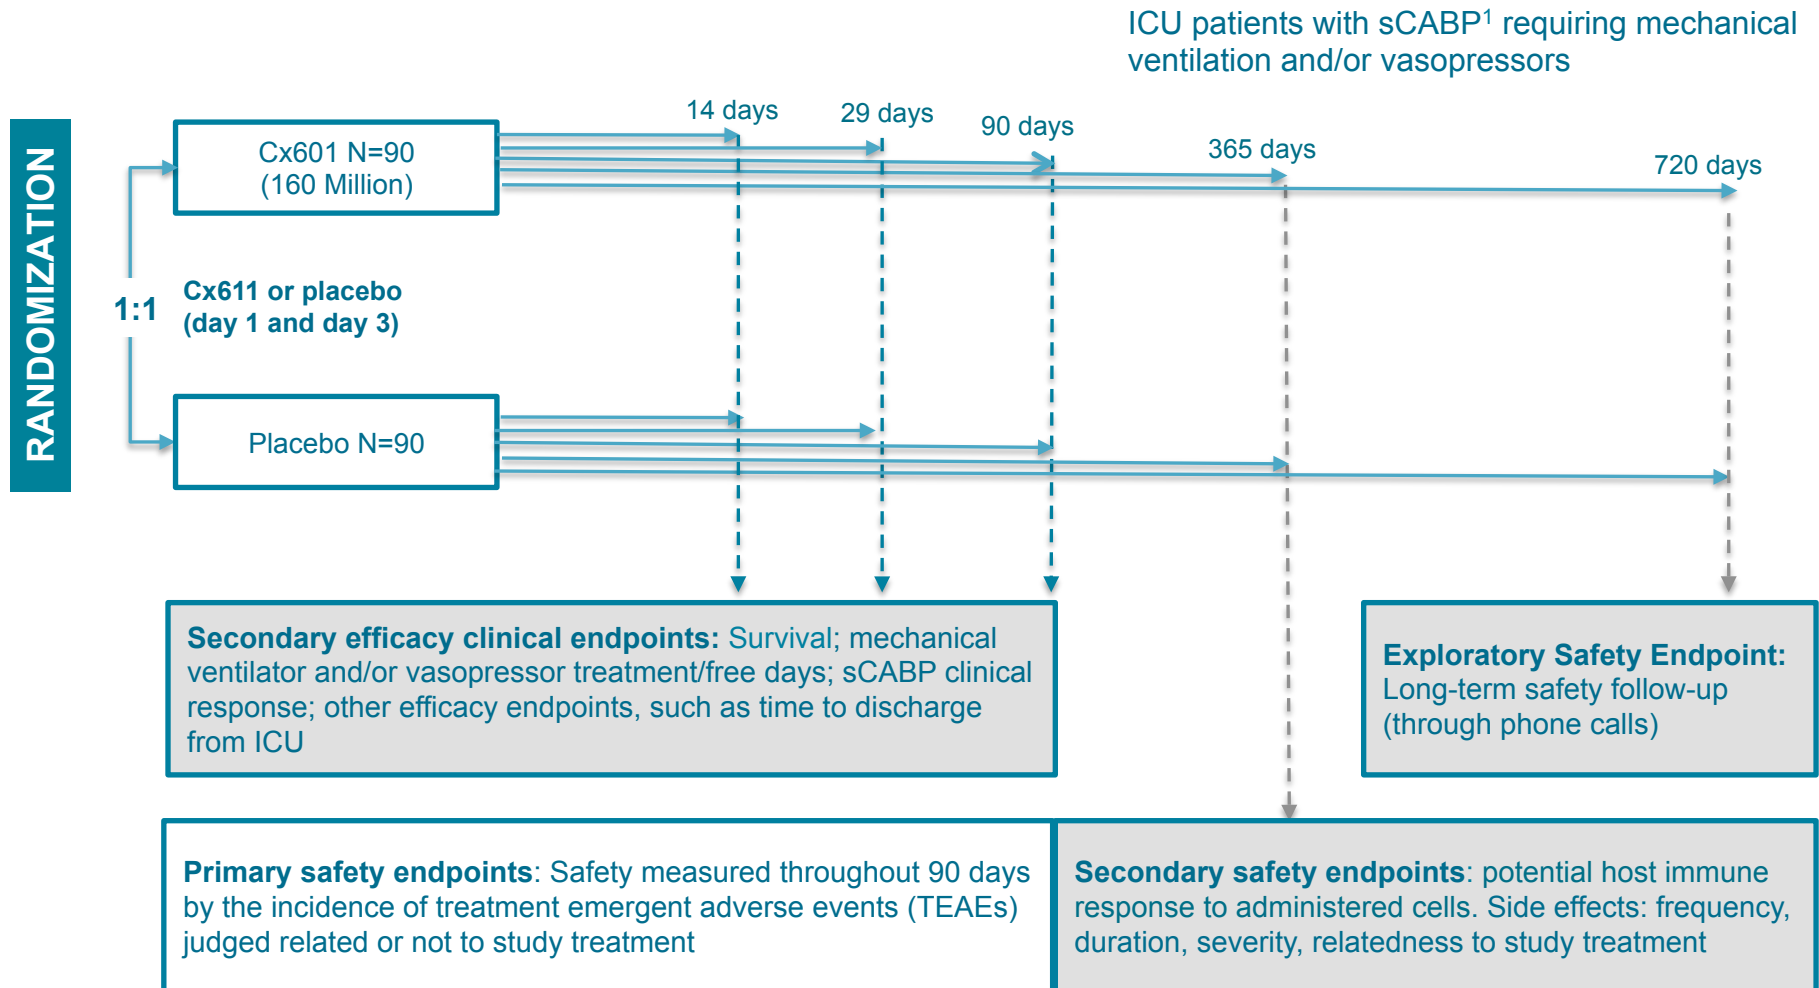 ICU patients with sCABP¹ requiring mechanical
ventilation and/or vasopressors
14 days
29 days
90 days
365 days
720 days
RANDOMIZATION
Cx601 N=90
(160 Million)
1:1
Cx611 or placebo
(day 1 and day 3)
Placebo N=90
Secondary efficacy clinical endpoints: Survival; mechanical
ventilator and/or vasopressor treatment/free days; sCABP clinical
response; other efficacy endpoints, such as time to discharge
from ICU
Exploratory Safety Endpoint:
Long-term safety follow-up
(through phone calls)
Primary safety endpoints: Safety measured throughout 90 days
by the incidence of treatment emergent adverse events (TEAEs)
judged related or not to study treatment
Secondary safety endpoints: potential host immune
response to administered cells. Side effects: frequency,
duration, severity, relatedness to study treatment